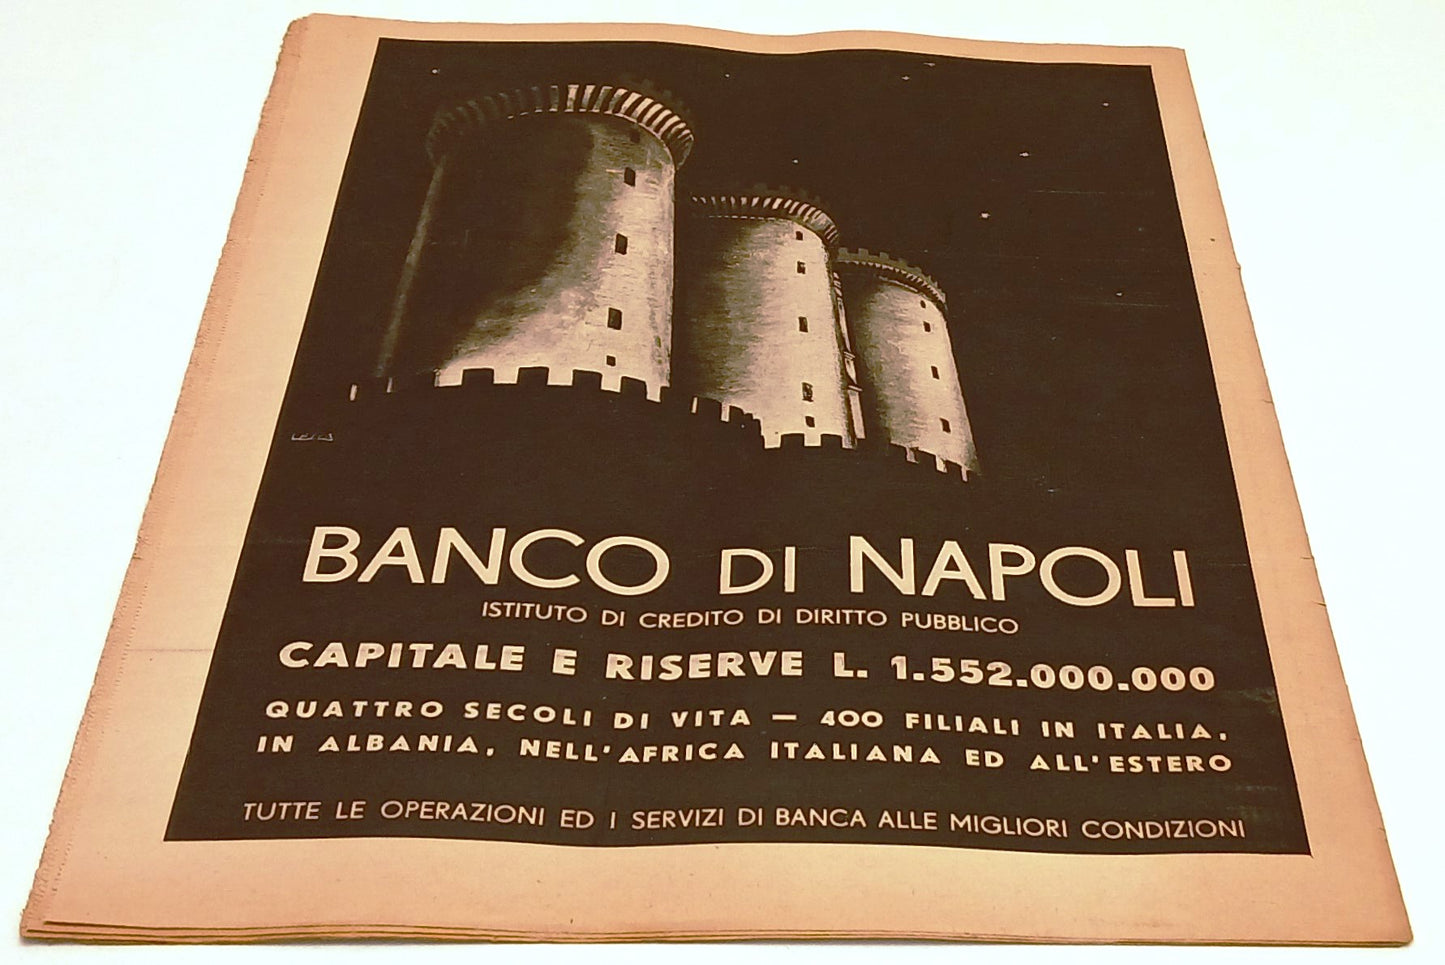 BANCO DI NAPOLI
ISTITUTO DI CREDITO DI DIRITTO PUBBLICO
CAPITALE E RISERVE L. 1.552.000.000
QUATTRO SECOLI DI VITA — 400 FILIALI IN ITALIA,
IN ALBANIA, NELL'AFRICA ITALIANA ED ALL'ESTERO
TUTTE LE OPERAZIONI ED I SERVIZI DI BANCA ALLE MIGLIORI CONDIZIONI